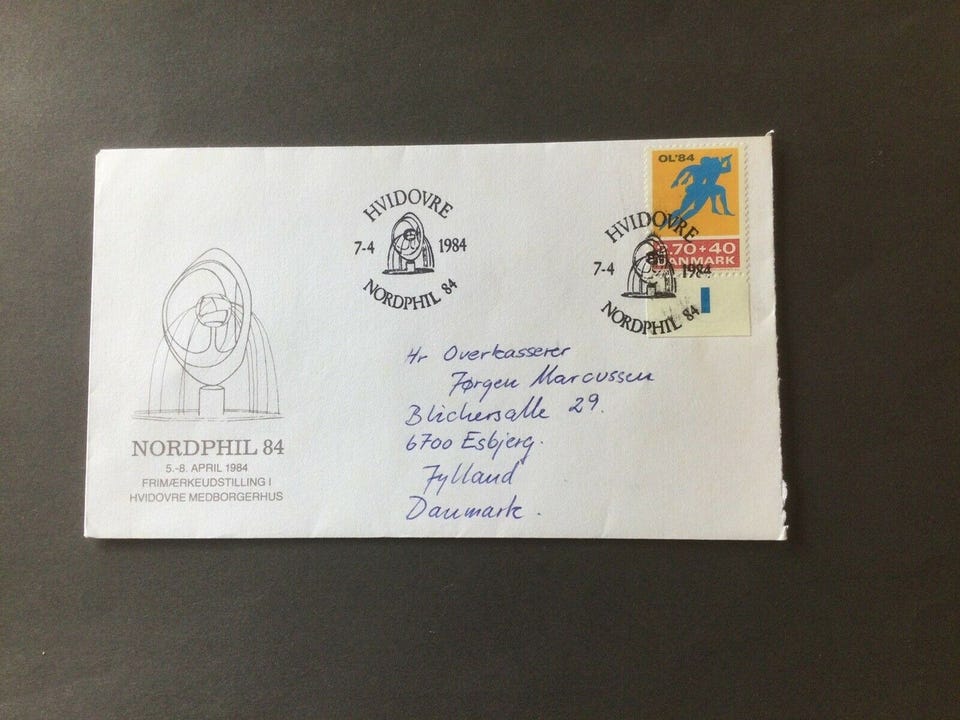 HVIDOVRE
7-4 1984
NORDPHIL 84
OL'84
.70+40
DANMARK
HVIDOVRE
7-4 1984
NORDPHIL 84
Hr Overkasserer
Jørgen Marcussen
Blichersalle 29.
6700 Esbjerg.
Jylland
Danmark.
NORDPHIL 84
5.-8. APRIL 1984
FRIMÆRKEUDSTILLING I
HVIDOVRE MEDBORGERHUS